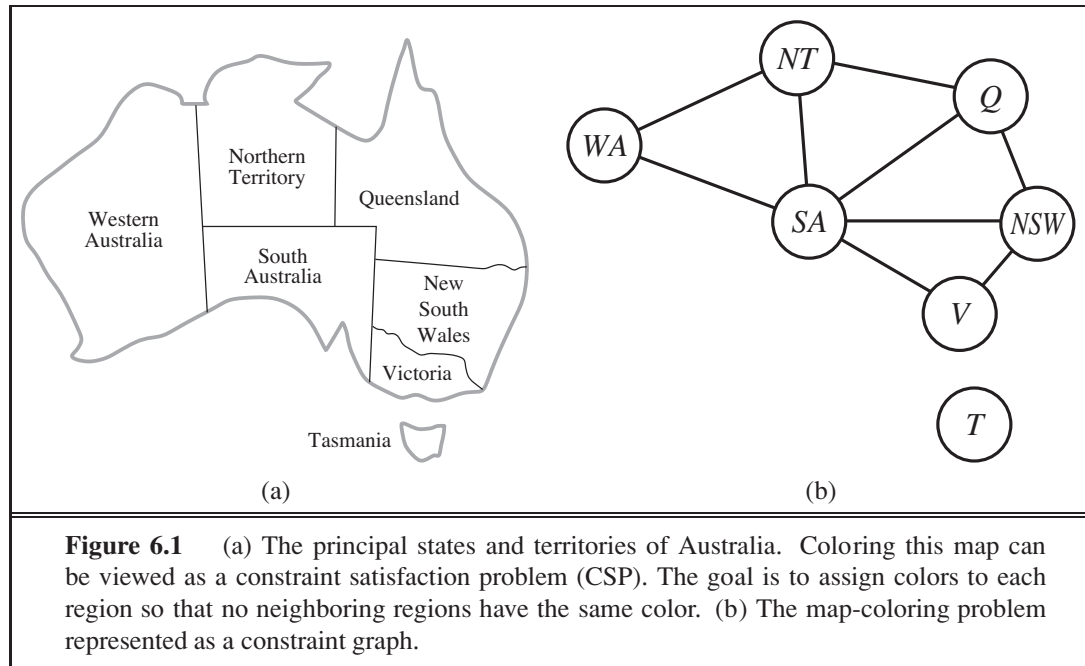 Northern
Territory
Western
Australia
South
Australia
Queensland
New
South
Wales
Victoria
Tasmania
(a)
NT
Q
WA
SA
NSW
V
T
(b)
Figure 6.1 (a) The principal states and territories of Australia. Coloring this map can
be viewed as a constraint satisfaction problem (CSP). The goal is to assign colors to each
region so that no neighboring regions have the same color. (b) The map-coloring problem
represented as a constraint graph.